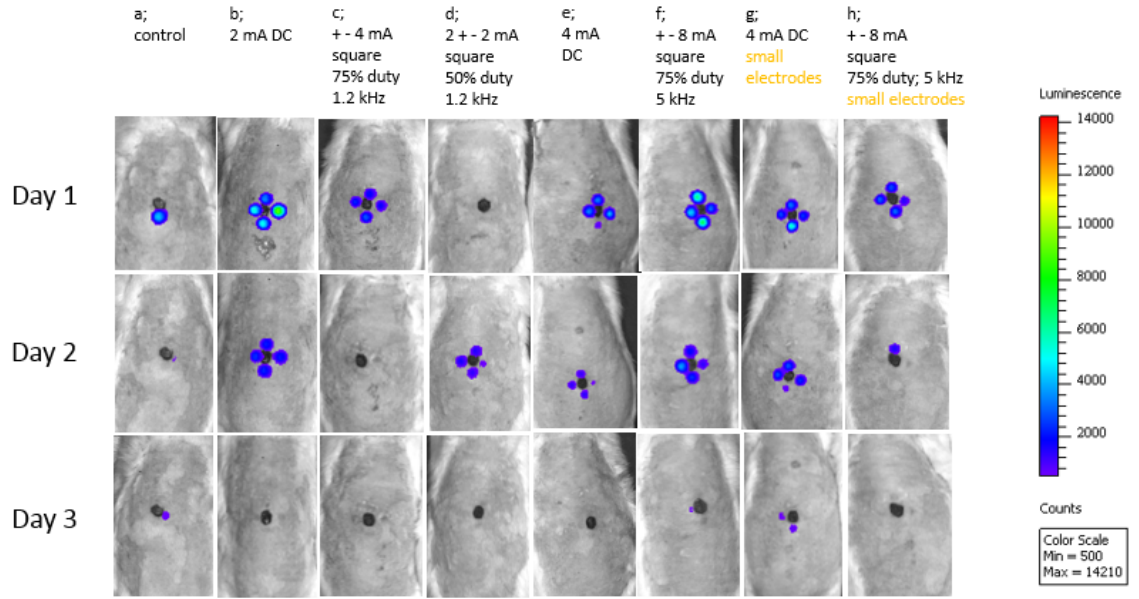 a;
control
b;
2 mA DC
c;
+ - 4 mA
square
75% duty
1.2 kHz
d;
2 + - 2 mA
square
50% duty
1.2 kHz
e;
4 mA
DC
f;
+ - 8 mA
square
75% duty
5 kHz
g;
4 mA DC
small
electrodes
h;
+ - 8 mA
square
75% duty; 5 kHz
small electrodes
Day 1
Day 2
Day 3
Luminescence
14000
12000
10000
8000
6000
4000
2000
Counts
Color Scale
Min = 500
Max = 14210